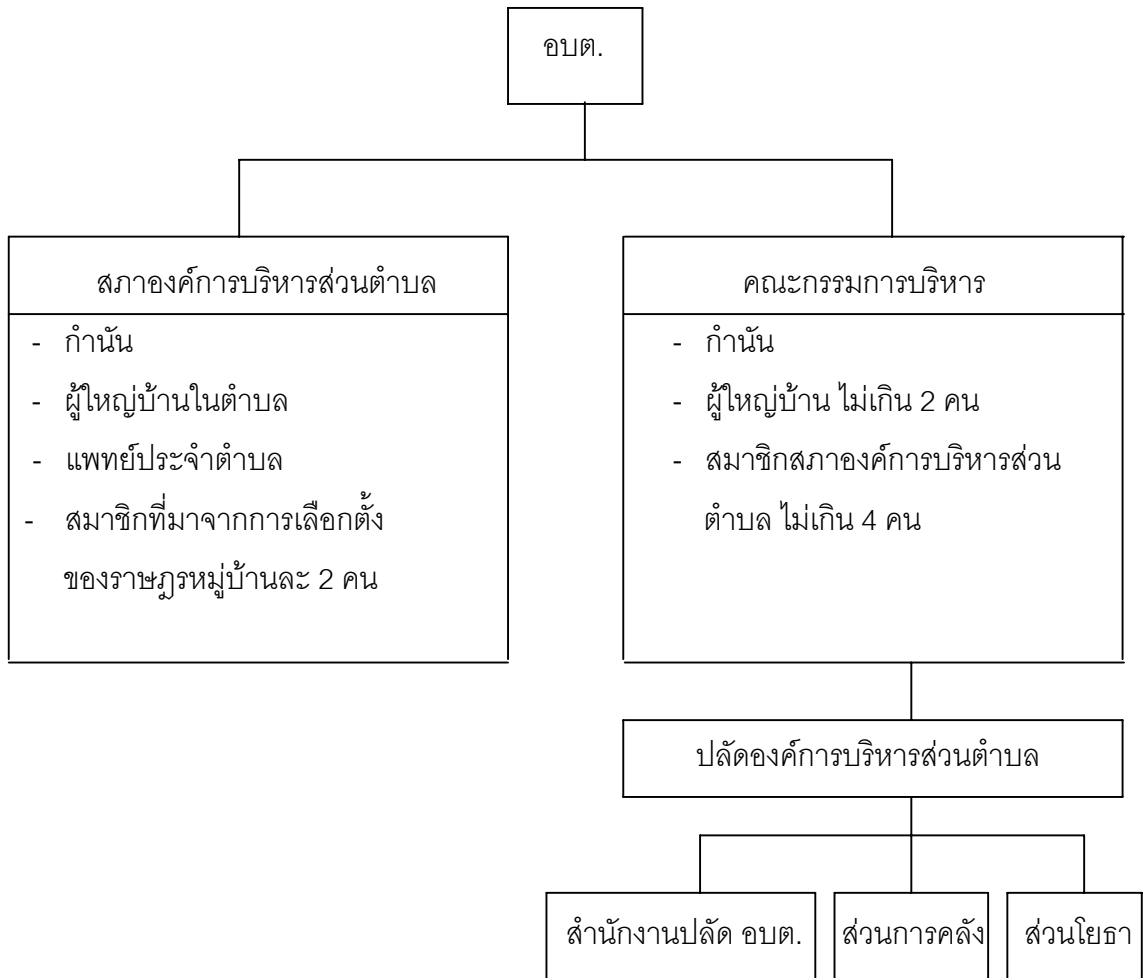 อบต.
สภาองค์การบริหารส่วนตำบล
- กำนัน
- ผู้ใหญ่บ้านในตำบล
- แพทย์ประจำตำบล
- สมาชิกที่มาจากการเลือกตั้ง
ของราษฎรหมู่บ้านละ 2 คน
คณะกรรมการบริหาร
- กำนัน
- ผู้ใหญ่บ้าน ไม่เกิน 2 คน
- สมาชิกสภาองค์การบริหารส่วน
ตำบล ไม่เกิน 4 คน
ปลัดองค์การบริหารส่วนตำบล
สำนักงานปลัด อบต.
ส่วนการคลัง
ส่วนโยธา